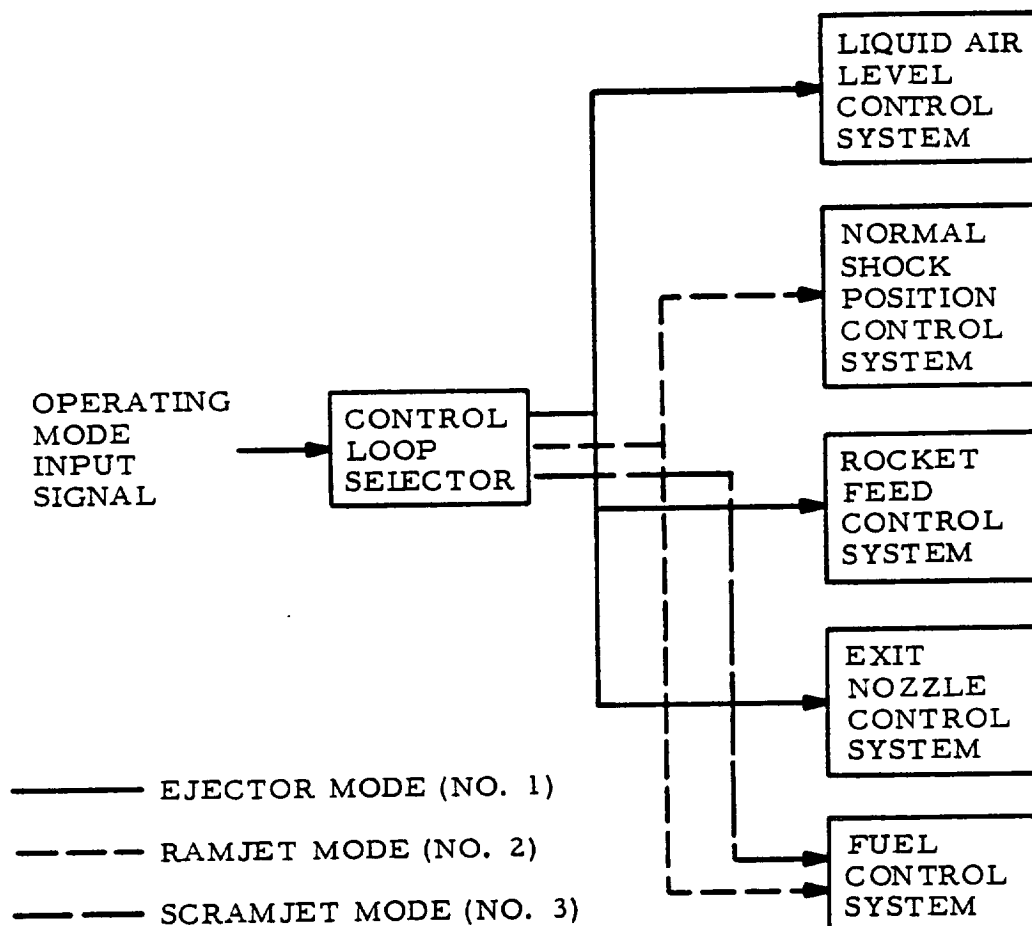 LIQUID AIR
LEVEL
CONTROL
SYSTEM
NORMAL
SHOCK
POSITION
CONTROL
SYSTEM
OPERATING
MODE
INPUT
SIGNAL
CONTROL
LOOP
SELECTOR
ROCKET
FEED
CONTROL
SYSTEM
EXIT
NOZZLE
CONTROL
SYSTEM
EJECTOR MODE (NO. 1)
RAMJET MODE (NO. 2)
SCRAMJET MODE (NO. 3)
FUEL
CONTROL
SYSTEM